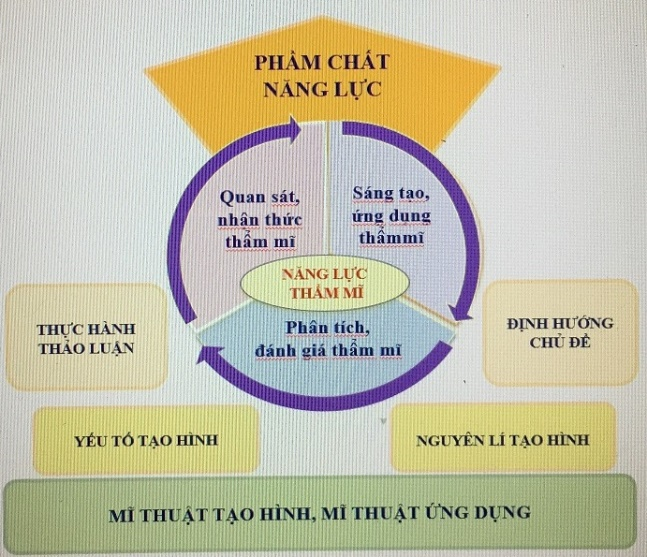 PHẨM CHẤT
NĂNG LỰC
Quan sát,
nhận thức
thẩm mĩ
Sáng tạo,
ứng dụng
thẩmmĩ
NĂNG LỰC
THẨM MĨ
Phân tích,
đánh giá thẩm mĩ
THỰC HÀNH
THẢO LUẬN
ĐỊNH HƯỚNG
CHỦ ĐỀ
YẾU TỐ TẠO HÌNH
NGUYÊN LÍ TẠO HÌNH
MĨ THUẬT TẠO HÌNH, MĨ THUẬT ỨNG DỤNG